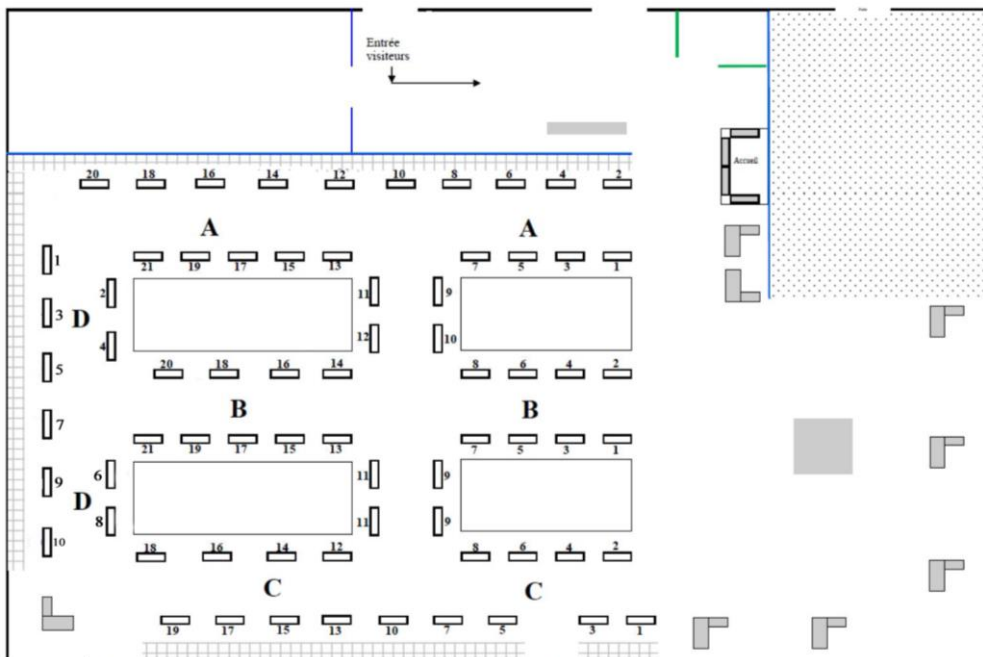 Entrée
visiteurs
Accueil
20 18 16 14 12 10 8 6 4 2
A A
1
21 19 17 15 13 7 5 3 1
2 11 9
3 D
4 12 10
5
20 18 16 14 8 6 4 2
B B
7
21 19 17 15 13 7 5 3 1
6 11 9
9
D
8 11 9
10
18 16 14 12 8 6 4 2
C C
19 17 15 13 10 7 5 3 1